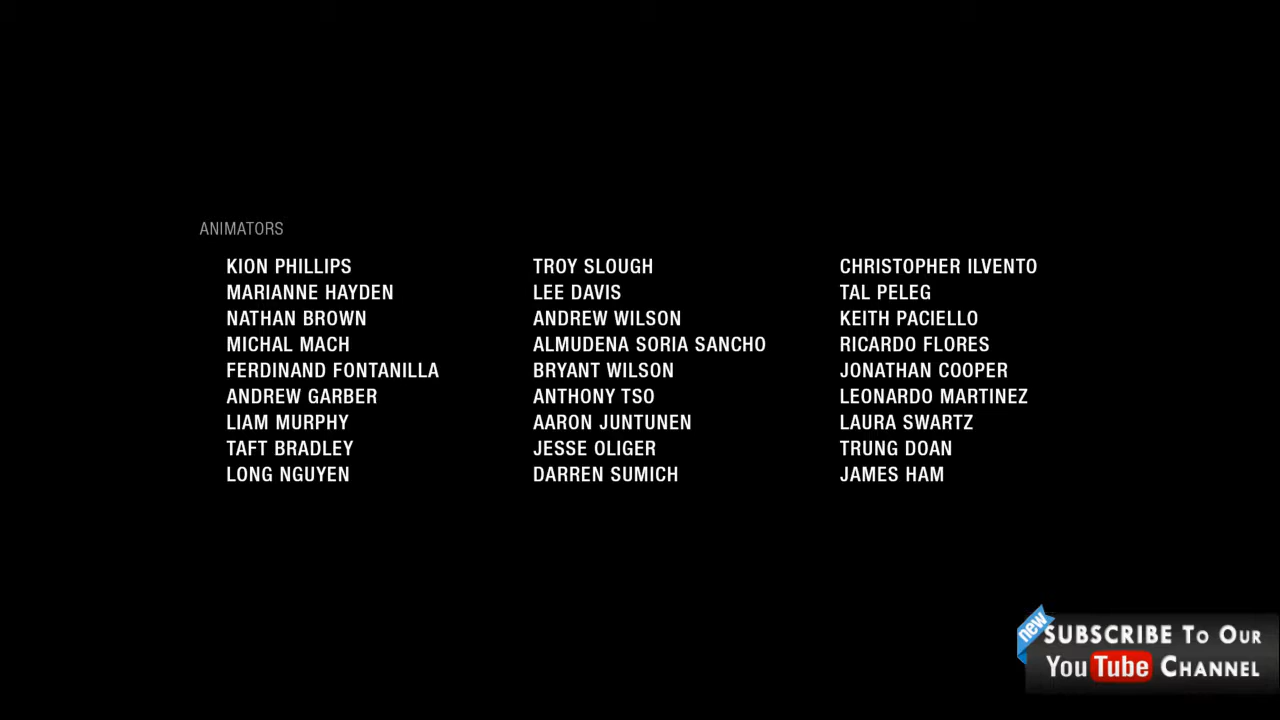 ANIMATORS
KION PHILLIPS
MARIANNE HAYDEN
NATHAN BROWN
MICHAL MACH
FERDINAND FONTANILLA
ANDREW GARBER
LIAM MURPHY
TAFT BRADLEY
LONG NGUYEN
TROY SLOUGH
LEE DAVIS
ANDREW WILSON
ALMUDENA SORIA SANCHO
BRYANT WILSON
ANTHONY TSO
AARON JUNTUNEN
JESSE OLIGER
DARREN SUMICH
CHRISTOPHER ILVENTO
TAL PELEG
KEITH PACIELLO
RICARDO FLORES
JONATHAN COOPER
LEONARDO MARTINEZ
LAURA SWARTZ
TRUNG DOAN
JAMES HAM
new
SUBSCRIBE TO OUR
YouTube CHANNEL